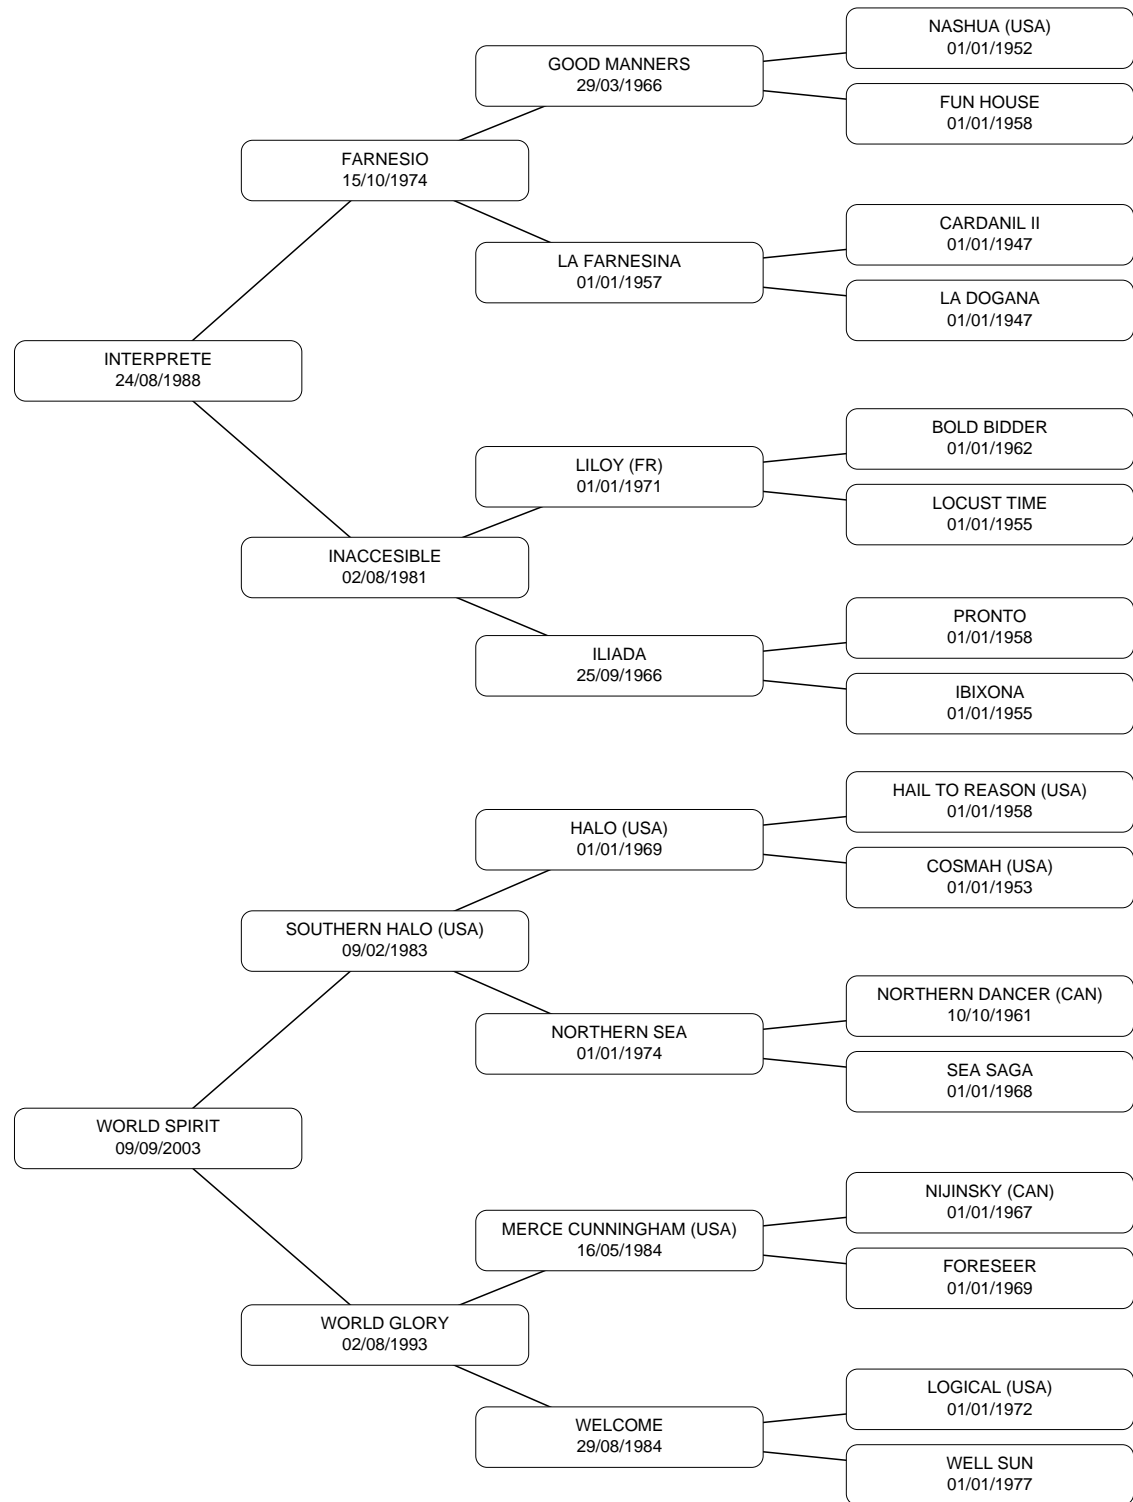 NASHUA (USA)
01/01/1952
GOOD MANNERS
29/03/1966
FUN HOUSE
01/01/1958
FARNESIO
15/10/1974
CARDANIL II
01/01/1947
LA FARNESINA
01/01/1957
LA DOGANA
01/01/1947
INTERPRETE
24/08/1988
BOLD BIDDER
01/01/1962
LILOY (FR)
01/01/1971
LOCUST TIME
01/01/1955
INACCESIBLE
02/08/1981
PRONTO
01/01/1958
ILIADA
25/09/1966
IBIXONA
01/01/1955
HAIL TO REASON (USA)
01/01/1958
HALO (USA)
01/01/1969
COSMAH (USA)
01/01/1953
SOUTHERN HALO (USA)
09/02/1983
NORTHERN DANCER (CAN)
10/10/1961
NORTHERN SEA
01/01/1974
SEA SAGA
01/01/1968
WORLD SPIRIT
09/09/2003
NIJINSKY (CAN)
01/01/1967
MERCE CUNNINGHAM (USA)
16/05/1984
FORESEER
01/01/1969
WORLD GLORY
02/08/1993
LOGICAL (USA)
01/01/1972
WELCOME
29/08/1984
WELL SUN
01/01/1977